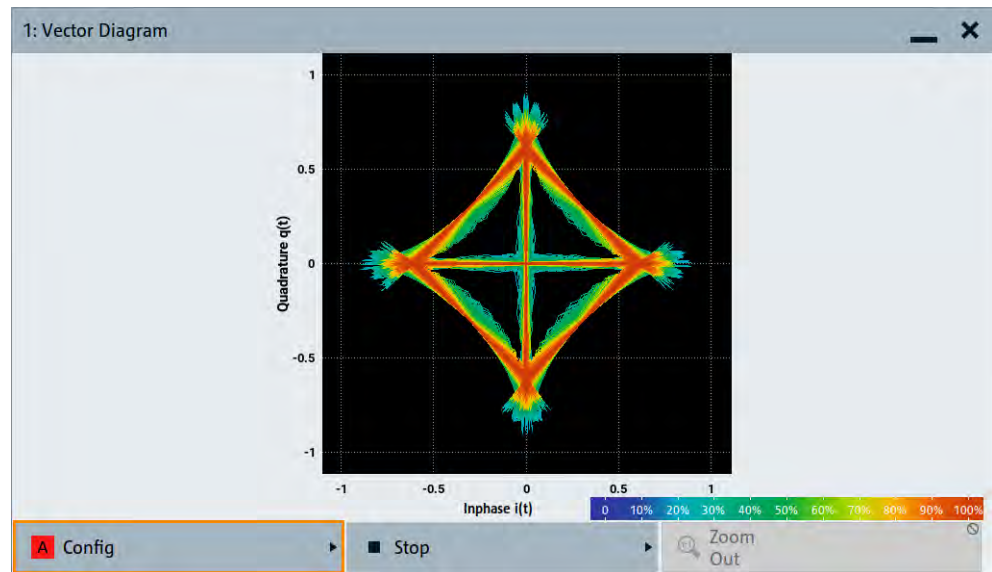 1: Vector Diagram
1
0.5
0
-0.5
-1
Quadrature q(t)
-1 -0.5 0 0.5 1
Inphase i(t)
0 10% 20% 30% 40% 50% 60% 70% 80% 90% 100%
A Config
Stop
Zoom
Out